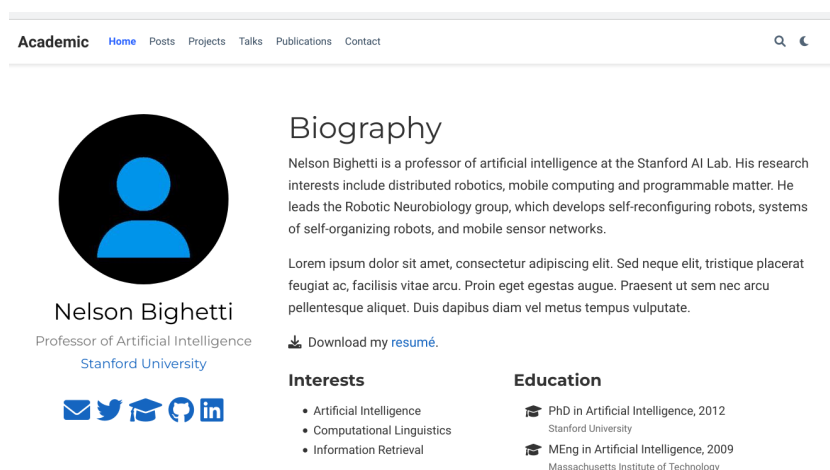 Academic Home Posts Projects Talks Publications Contact
Nelson Bighetti
Professor of Artificial Intelligence
Stanford University
Biography
Nelson Bighetti is a professor of artificial intelligence at the Stanford AI Lab. His research
interests include distributed robotics, mobile computing and programmable matter. He
leads the Robotic Neurobiology group, which develops self-reconfiguring robots, systems
of self-organizing robots, and mobile sensor networks.
Lorem ipsum dolor sit amet, consectetur adipiscing elit. Sed neque elit, tristique placerat
feugiat ac, facilisis vitae arcu. Proin eget egestas augue. Praesent ut sem nec arcu
pellentesque aliquet. Duis dapibus diam vel metus tempus vulputate.
Download my resumé.
Interests
Artificial Intelligence
Computational Linguistics
Information Retrieval
Education
PhD in Artificial Intelligence, 2012
Stanford University
MEng in Artificial Intelligence, 2009
Massachusetts Institute of Technology